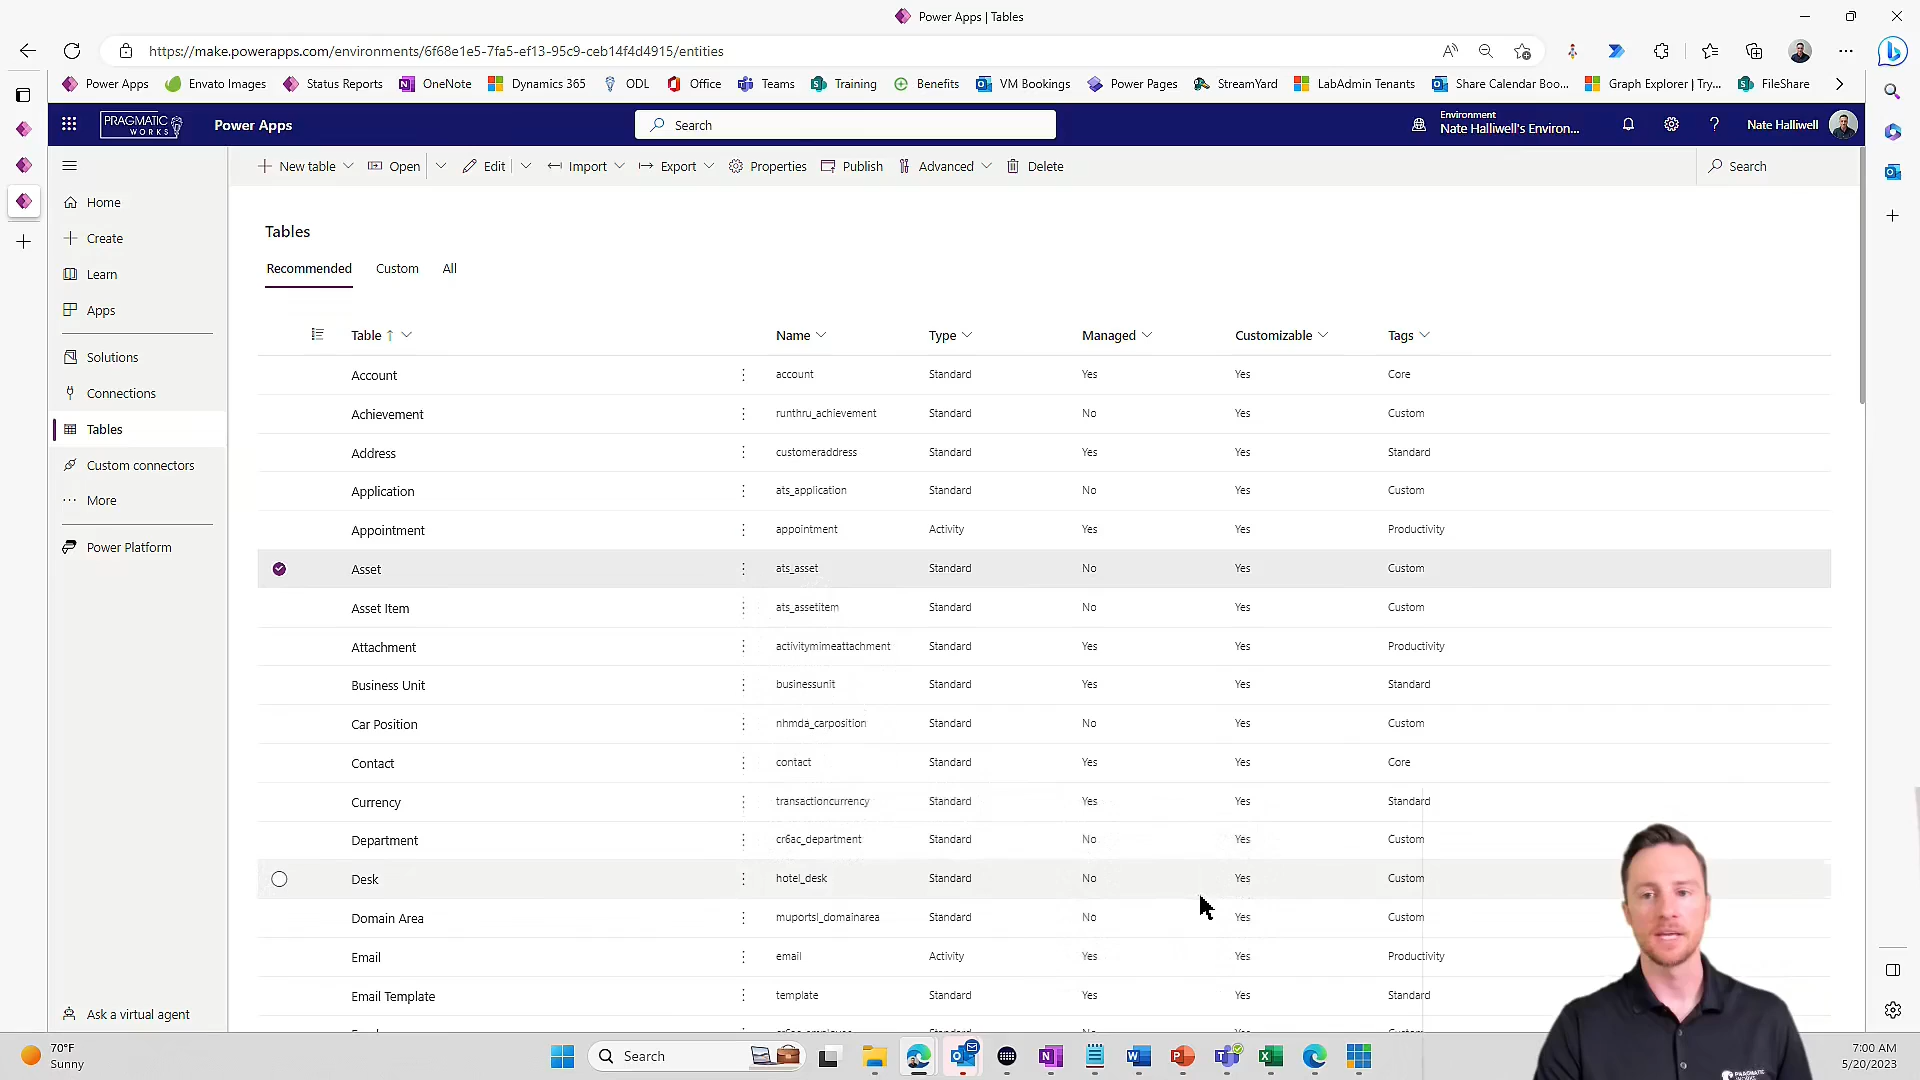 Power Apps | Tables
https://make.powerapps.com/environments/6f68e1e5-7fa5-ef13-95c9-ceb14f4d4915/entities
Power Apps Envato Images Status Reports OneNote Dynamics 365 ODL Office Teams Training Benefits VM Bookings Power Pages StreamYard LabAdmin Tenants Share Calendar Boo... Graph Explorer | Try... FileShare
PRAGMATIC WORKS Power Apps Search Environment Nate Halliwell's Environ... Nate Halliwell
New table Open Edit Import Export Properties Publish Advanced Delete Search
Home
Create
Learn
Apps
Solutions
Connections
Tables
Custom connectors
More
Power Platform
Ask a virtual agent
Tables
Recommended Custom All
Table ↑ Name Type Managed Customizable Tags
Account account Standard Yes Yes Core
Achievement runthru_achievement Standard No Yes Custom
Address customeraddress Standard Yes Yes Standard
Application ats_application Standard No Yes Custom
Appointment appointment Activity Yes Yes Productivity
Asset ats_asset Standard No Yes Custom
Asset Item ats_assetitem Standard No Yes Custom
Attachment activitymimeattachment Standard Yes Yes Productivity
Business Unit businessunit Standard Yes Yes Standard
Car Position nhmda_carposition Standard No Yes Custom
Contact contact Standard Yes Yes Core
Currency transactioncurrency Standard Yes Yes Standard
Department cr6ac_department Standard No Yes Custom
Desk hotel_desk Standard No Yes Custom
Domain Area muportsl_domainarea Standard No Yes Custom
Email email Activity Yes Yes Productivity
Email Template template Standard Yes Yes Standard
70°F
Sunny
Search
7:00 AM
5/20/2023
PRAGMATIC WORKS